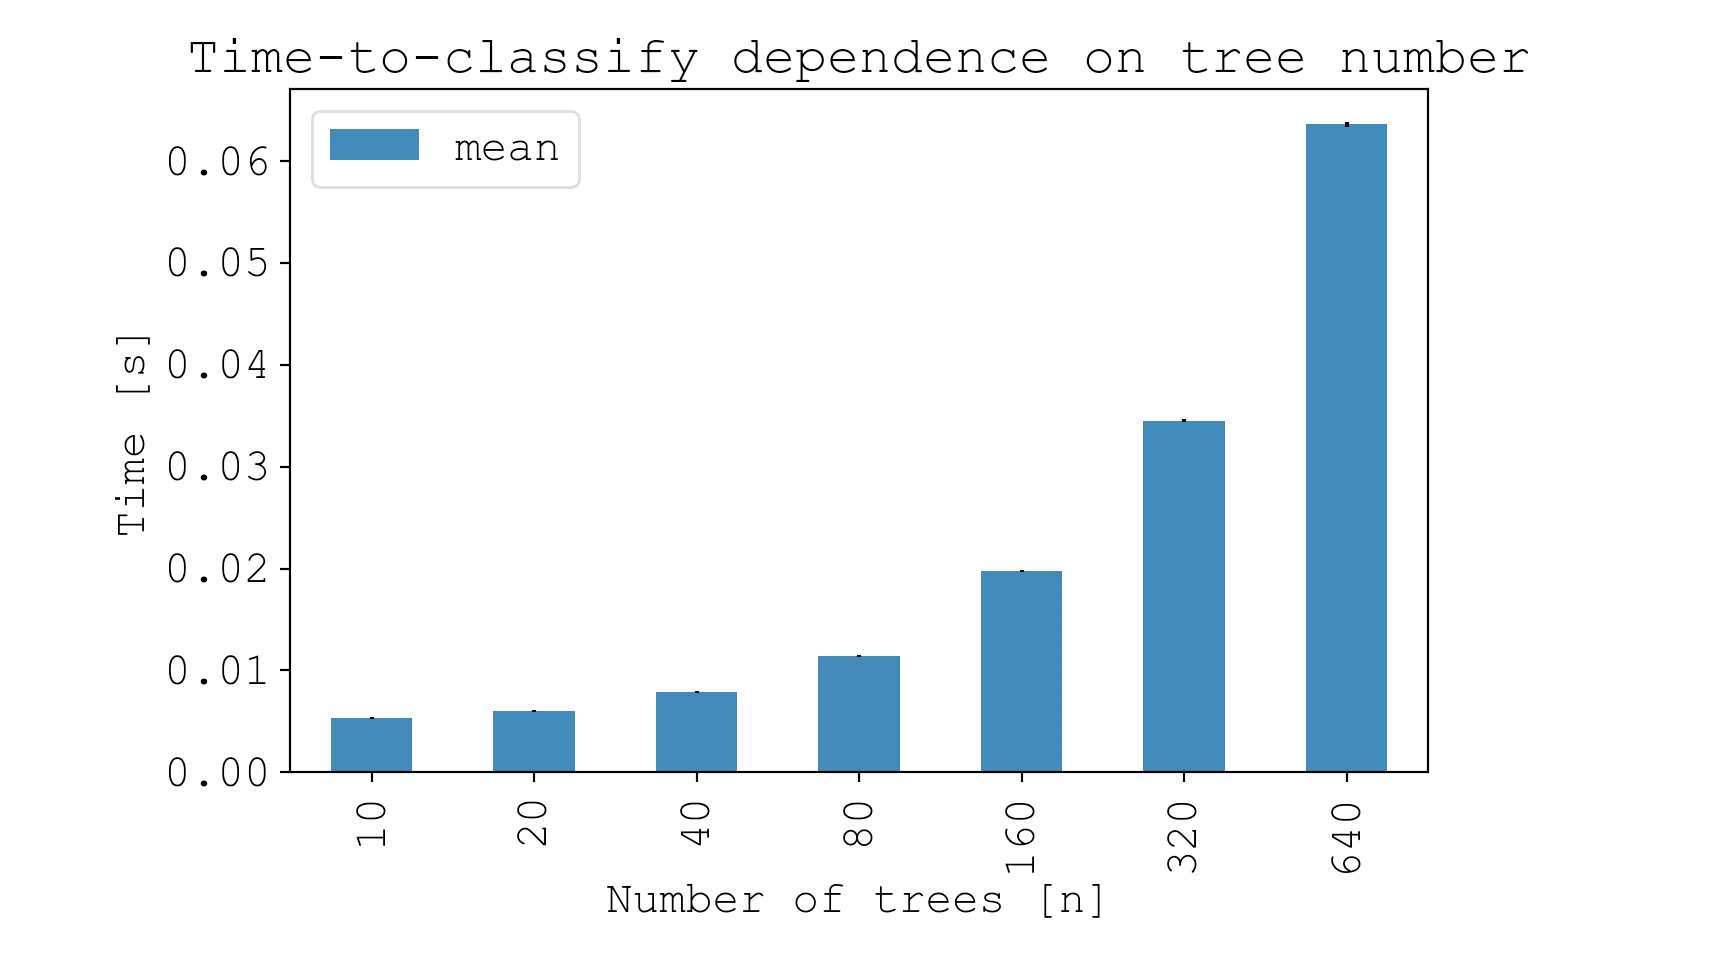 Time-to-classify dependence on tree number
mean
0.06
0.05
0.04
0.03
0.02
0.01
0.00
Time [s]
10 20 40 80 160 320 640
Number of trees [n]